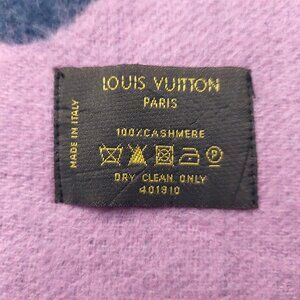 LOUIS VUITTON
PARIS
100%CASHMERE
P
DRY CLEAN ONLY
401910
MADE IN ITALY